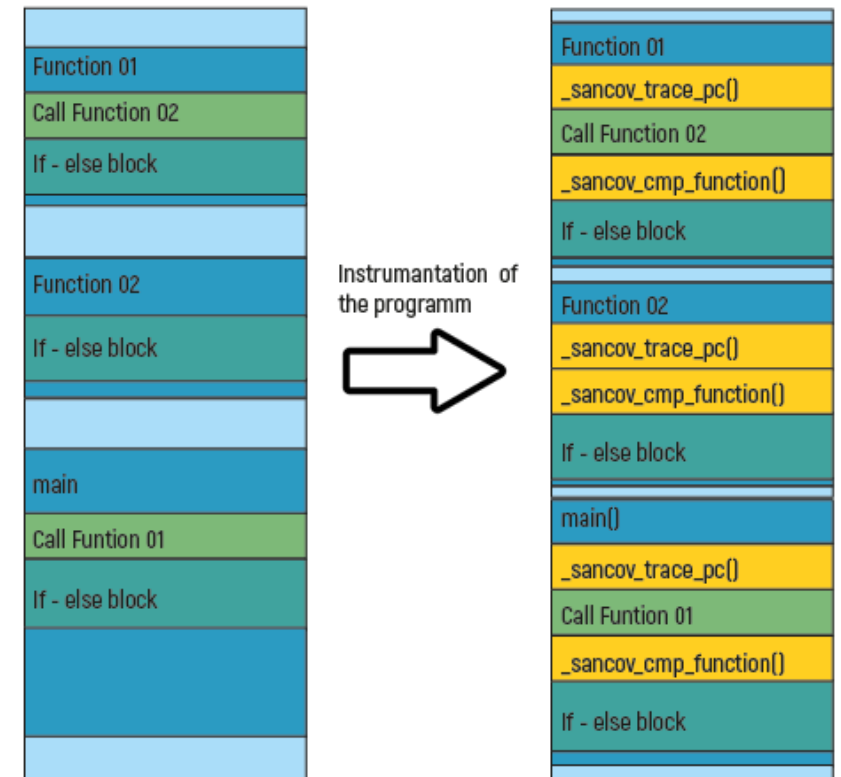 Function 01
Call Function 02
If - else block
Function 02
If - else block
main
Call Funtion 01
If - else block
Instrumantation of
the programm
Function 01
_sancov_trace_pc()
Call Function 02
_sancov_cmp_function()
If - else block
Function 02
_sancov_trace_pc()
_sancov_cmp_function()
If - else block
main()
_sancov_trace_pc()
Call Funtion 01
_sancov_cmp_function()
If - else block